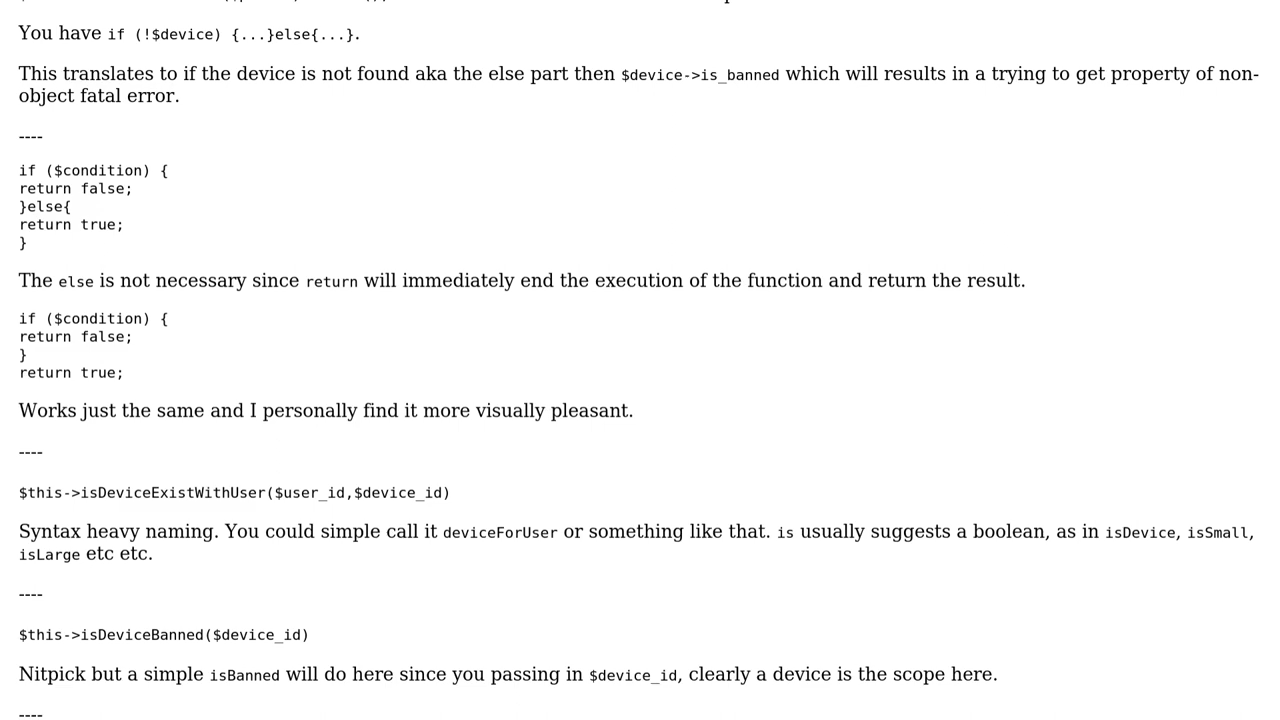 You have if (!$device) {...}else{...}.
This translates to if the device is not found aka the else part then $device->is_banned which will results in a trying to get property of non-
object fatal error.
----
if ($condition) {
return false;
}else{
return true;
}
The else is not necessary since return will immediately end the execution of the function and return the result.
if ($condition) {
return false;
}
return true;
Works just the same and I personally find it more visually pleasant.
----
$this->isDeviceExistWithUser($user_id,$device_id)
Syntax heavy naming. You could simple call it deviceForUser or something like that. is usually suggests a boolean, as in isDevice, isSmall,
isLarge etc etc.
----
$this->isDeviceBanned($device_id)
Nitpick but a simple isBanned will do here since you passing in $device_id, clearly a device is the scope here.
----